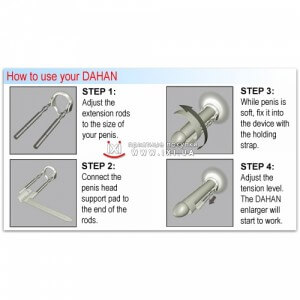 How to use your DAHAN
STEP 1:
Adjust the
extension rods
to the size of
your penis.
STEP 2:
Connect the
penis head
support pad to
the end of the
rods.
STEP 3:
While penis is
soft, fix it into
the device with
the holding
strap.
STEP 4:
Adjust the
tension level.
The DAHAN
enlarger will
start to work.